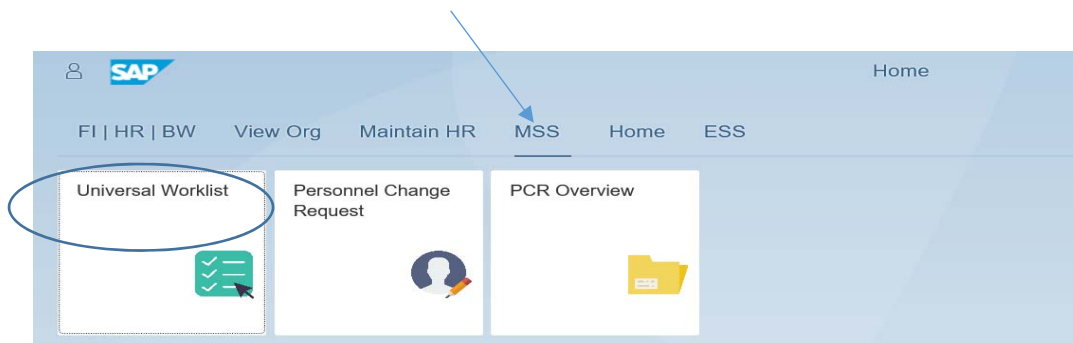 SAP
Home
FI | HR | BW View Org Maintain HR MSS Home ESS
Universal Worklist
Personnel Change
Request
PCR Overview